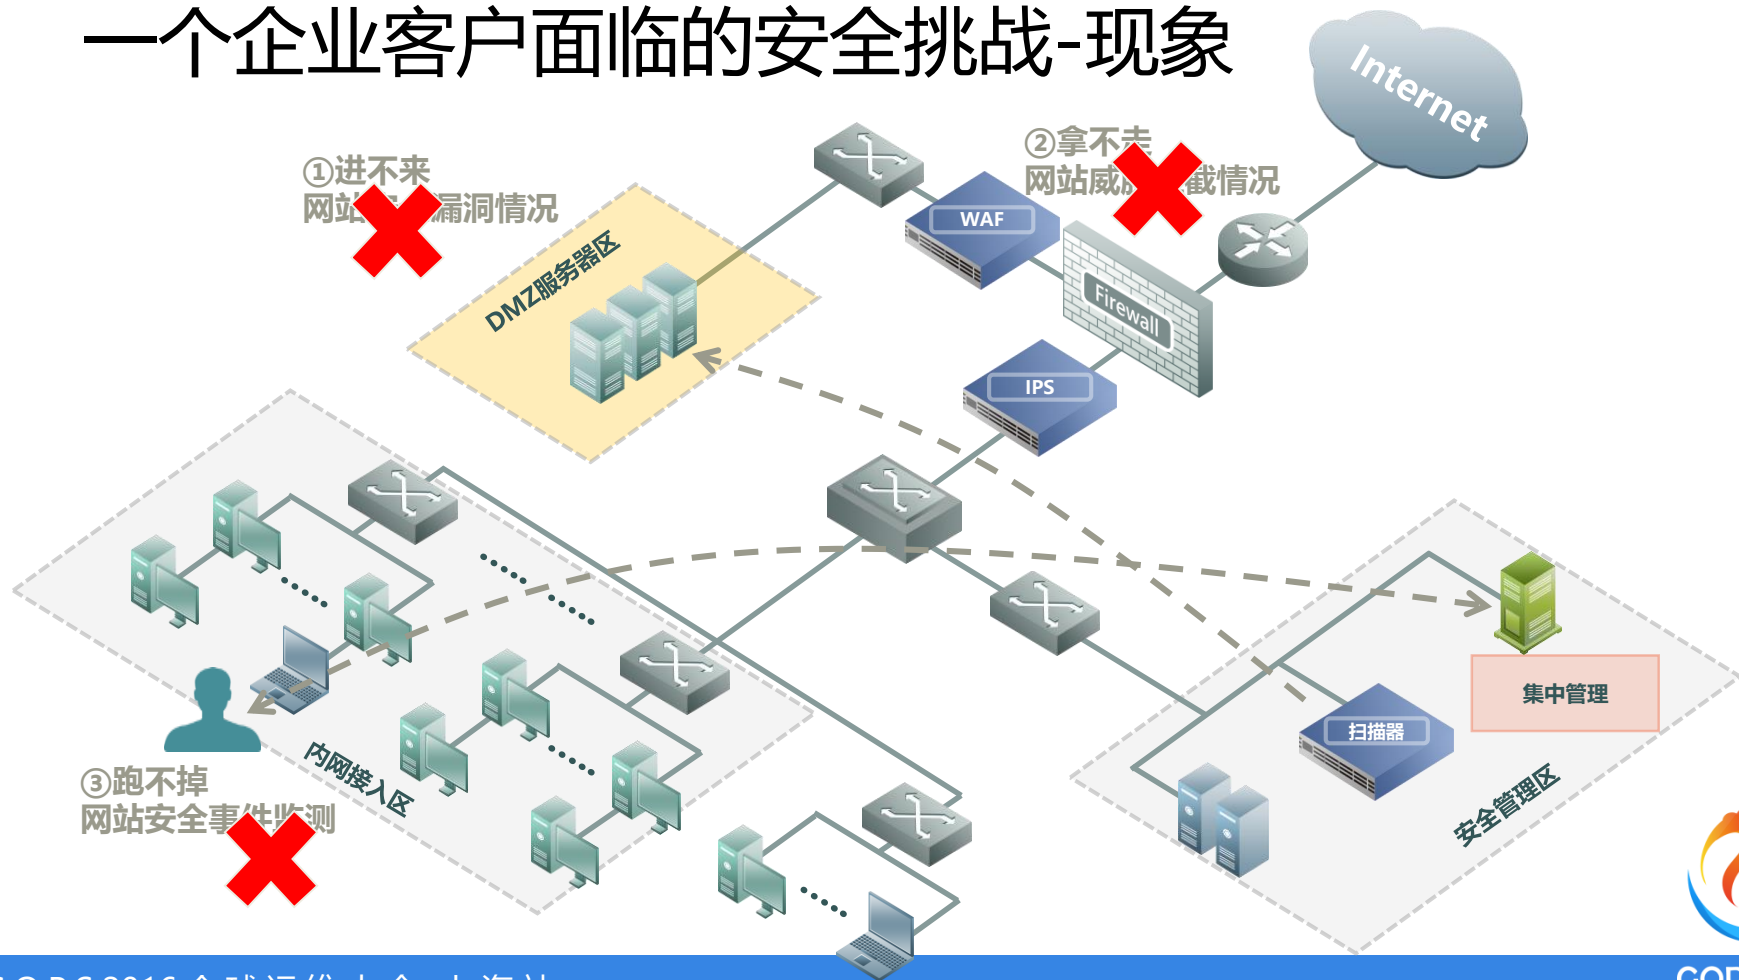 一个企业客户面临的安全挑战-现象
Internet
①进不来
网站 漏洞情况
②拿不走
网站威胁 截情况
WAF
Firewall
DMZ服务器区
IPS
集中管理
扫描器
安全管理区
内网接入区
③跑不掉
网站安全事件监测